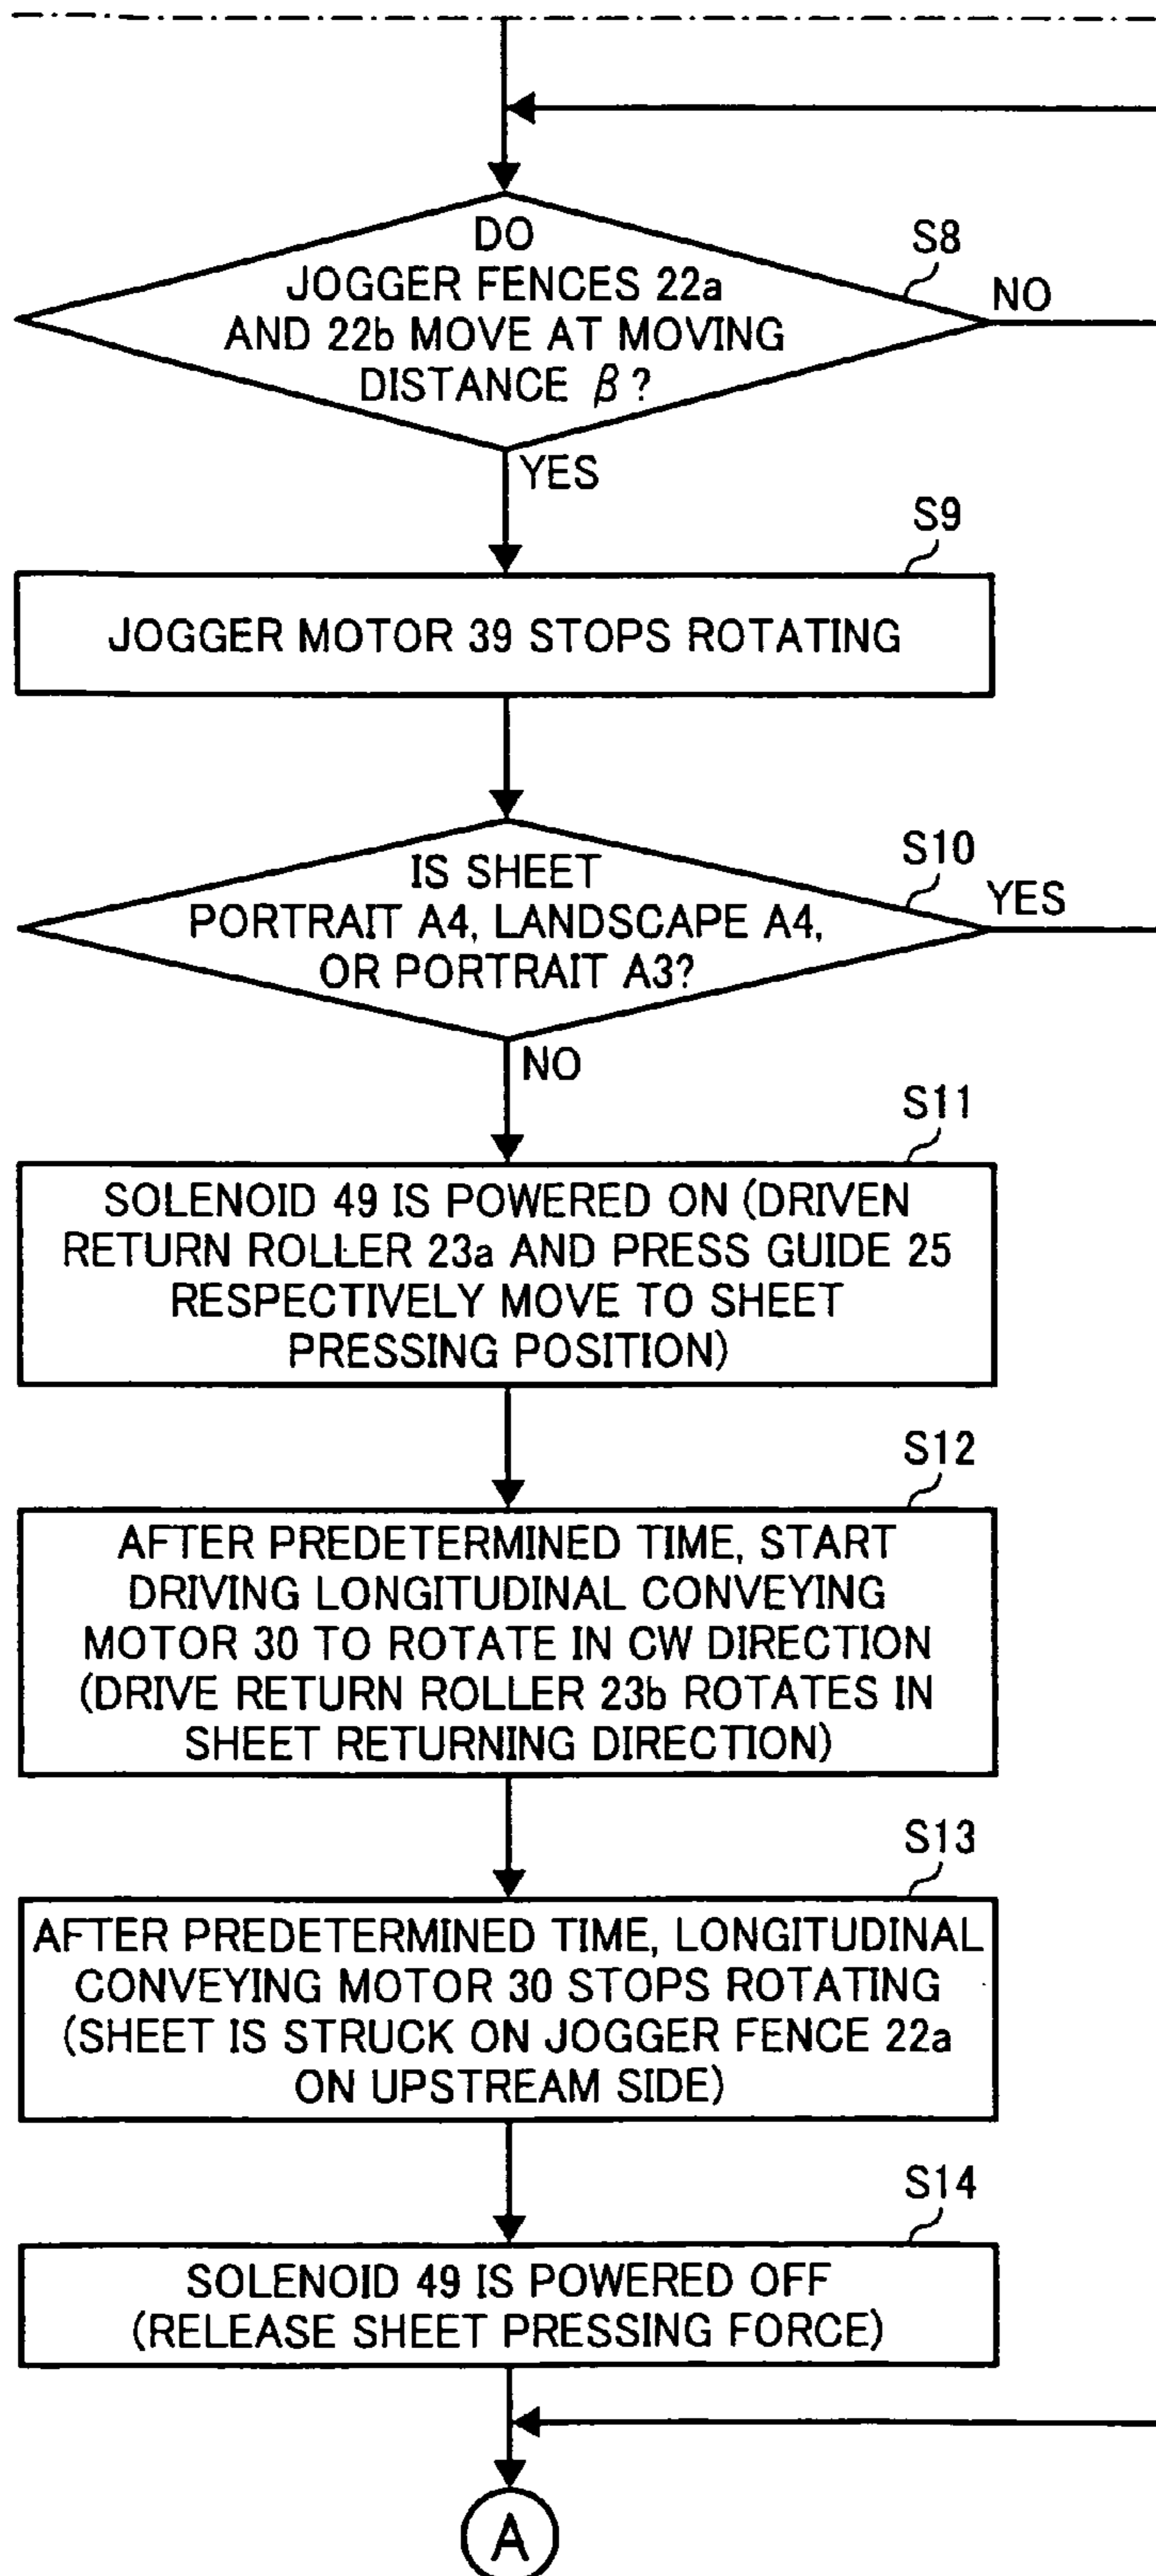 DO
JOGGER FENCES 22a
AND 22b MOVE AT MOVING
DISTANCE β?
S8
NO
YES
S9
JOGGER MOTOR 39 STOPS ROTATING
S10
IS SHEET
PORTRAIT A4, LANDSCAPE A4,
OR PORTRAIT A3?
YES
NO
S11
SOLENOID 49 IS POWERED ON (DRIVEN
RETURN ROLLER 23a AND PRESS GUIDE 25
RESPECTIVELY MOVE TO SHEET
PRESSING POSITION)
S12
AFTER PREDETERMINED TIME, START
DRIVING LONGITUDINAL CONVEYING
MOTOR 30 TO ROTATE IN CW DIRECTION
(DRIVE RETURN ROLLER 23b ROTATES IN
SHEET RETURNING DIRECTION)
S13
AFTER PREDETERMINED TIME, LONGITUDINAL
CONVEYING MOTOR 30 STOPS ROTATING
(SHEET IS STRUCK ON JOGGER FENCE 22a
ON UPSTREAM SIDE)
S14
SOLENOID 49 IS POWERED OFF
(RELEASE SHEET PRESSING FORCE)
A